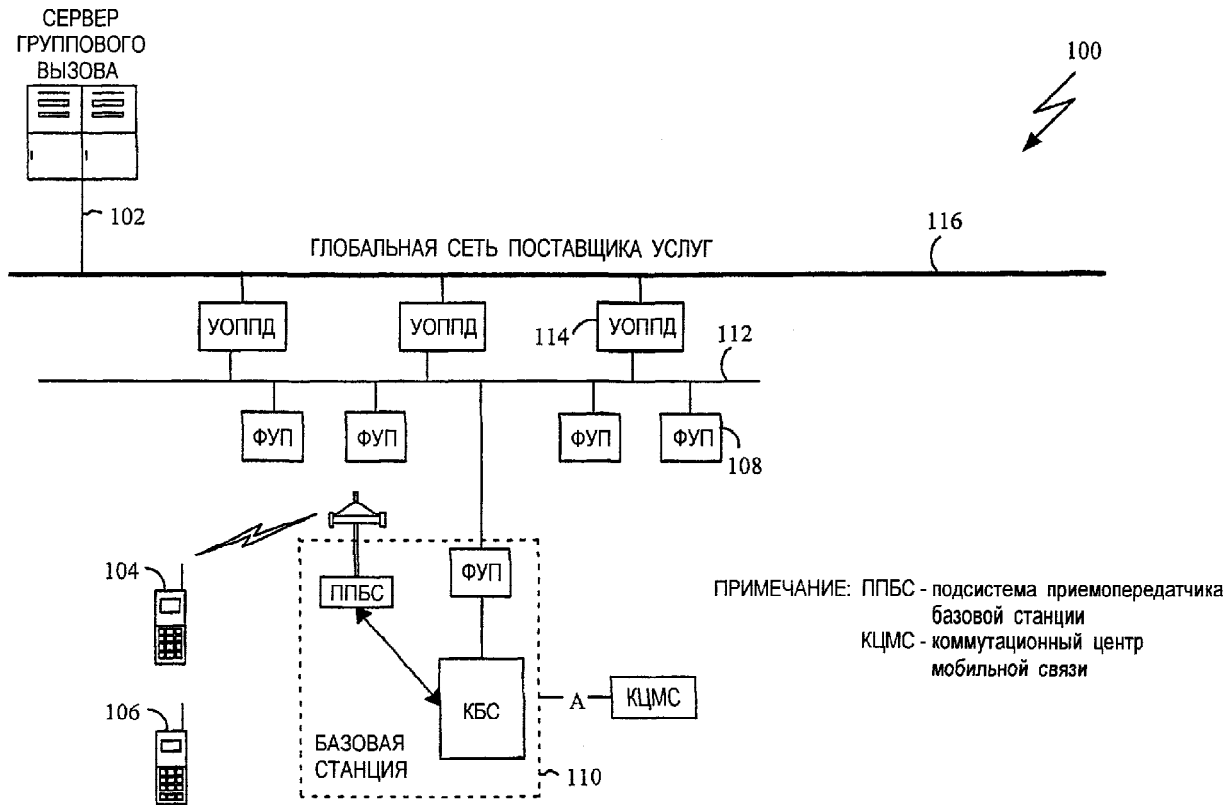 СЕРВЕР
ГРУППОВОГО
ВЫЗОВА
100
102
116
ГЛОБАЛЬНАЯ СЕТЬ ПОСТАВЩИКА УСЛУГ
УОППД
УОППД
114
УОППД
112
ФУП
ФУП
ФУП
ФУП
108
104
ППБС
ФУП
ПРИМЕЧАНИЕ: ППБС - подсистема приемопередатчика
базовой станции
КЦМС - коммутационный центр
мобильной связи
КБС
А
КЦМС
106
БАЗОВАЯ
СТАНЦИЯ
110